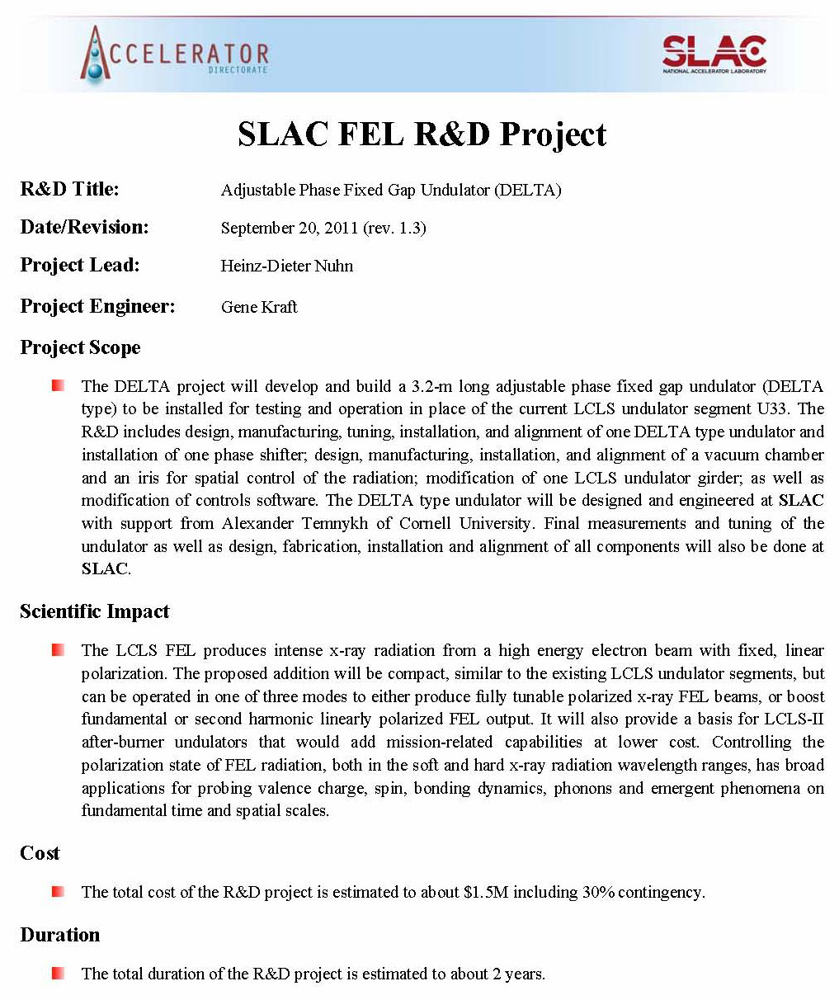 ACCELERATOR
DIRECTORATE
SLAC
NATIONAL ACCELERATOR LABORATORY
SLAC FEL R&D Project
R&D Title: Adjustable Phase Fixed Gap Undulator (DELTA)
Date/Revision: September 20, 2011 (rev. 1.3)
Project Lead: Heinz-Dieter Nuhn
Project Engineer: Gene Kraft
Project Scope
The DELTA project will develop and build a 3.2-m long adjustable phase fixed gap undulator (DELTA
type) to be installed for testing and operation in place of the current LCLS undulator segment U33. The
R&D includes design, manufacturing, tuning, installation, and alignment of one DELTA type undulator and
installation of one phase shifter; design, manufacturing, installation, and alignment of a vacuum chamber
and an iris for spatial control of the radiation; modification of one LCLS undulator girder; as well as
modification of controls software. The DELTA type undulator will be designed and engineered at SLAC
with support from Alexander Temnykh of Cornell University. Final measurements and tuning of the
undulator as well as design, fabrication, installation and alignment of all components will also be done at
SLAC.
Scientific Impact
The LCLS FEL produces intense x-ray radiation from a high energy electron beam with fixed, linear
polarization. The proposed addition will be compact, similar to the existing LCLS undulator segments, but
can be operated in one of three modes to either produce fully tunable polarized x-ray FEL beams, or boost
fundamental or second harmonic linearly polarized FEL output. It will also provide a basis for LCLS-II
after-burner undulators that would add mission-related capabilities at lower cost. Controlling the
polarization state of FEL radiation, both in the soft and hard x-ray radiation wavelength ranges, has broad
applications for probing valence charge, spin, bonding dynamics, phonons and emergent phenomena on
fundamental time and spatial scales.
Cost
The total cost of the R&D project is estimated to about $1.5M including 30% contingency.
Duration
The total duration of the R&D project is estimated to about 2 years.